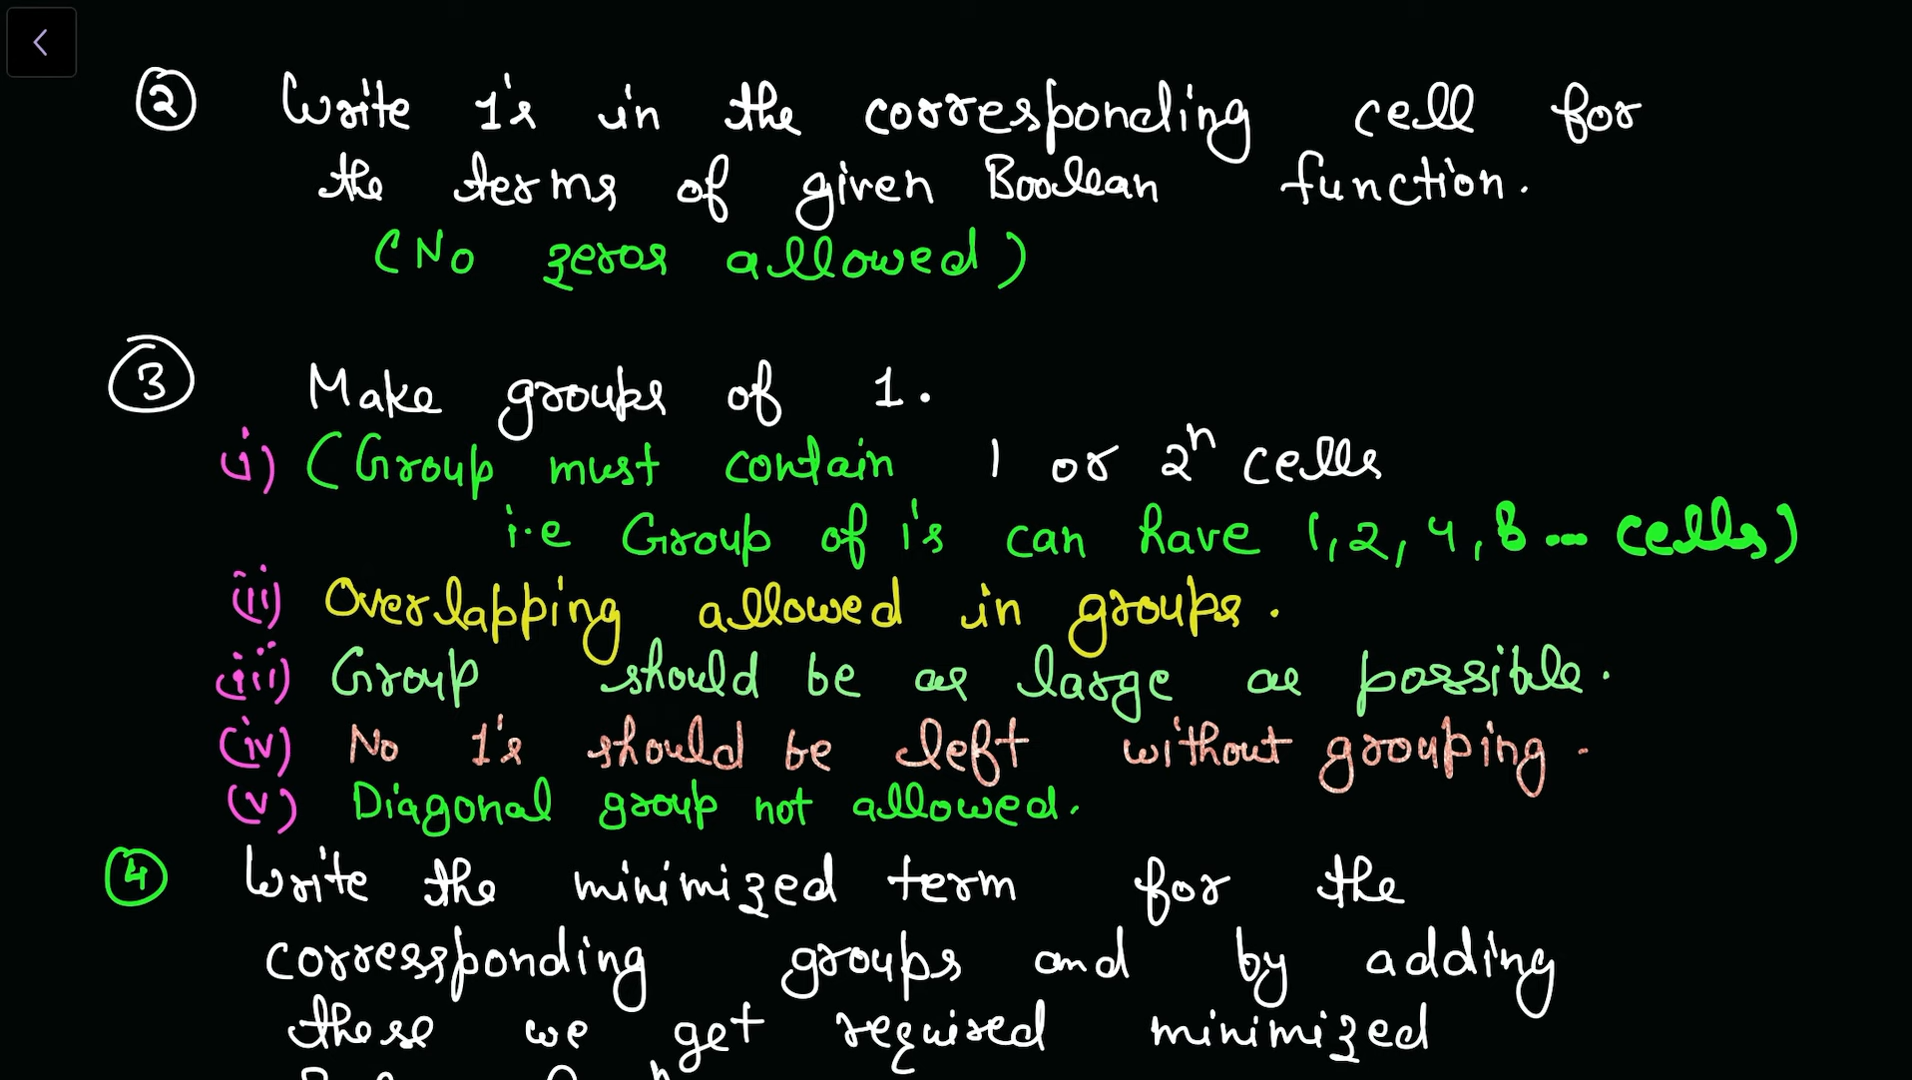 ② Write 1's in the corresponding cell for
the terms of given Boolean function.
(No zeros allowed)
③ Make groups of 1.
i) (Group must contain 1 or 2ⁿ cells
i.e Group of 1's can have 1, 2, 4, 8 ... cells)
(ii) Overlapping allowed in groups.
(iii) Group should be as large as possible.
(iv) No 1's should be left without grouping.
(v) Diagonal group not allowed.
④ Write the minimized term for the
corresponding groups and by adding
these we get required minimized